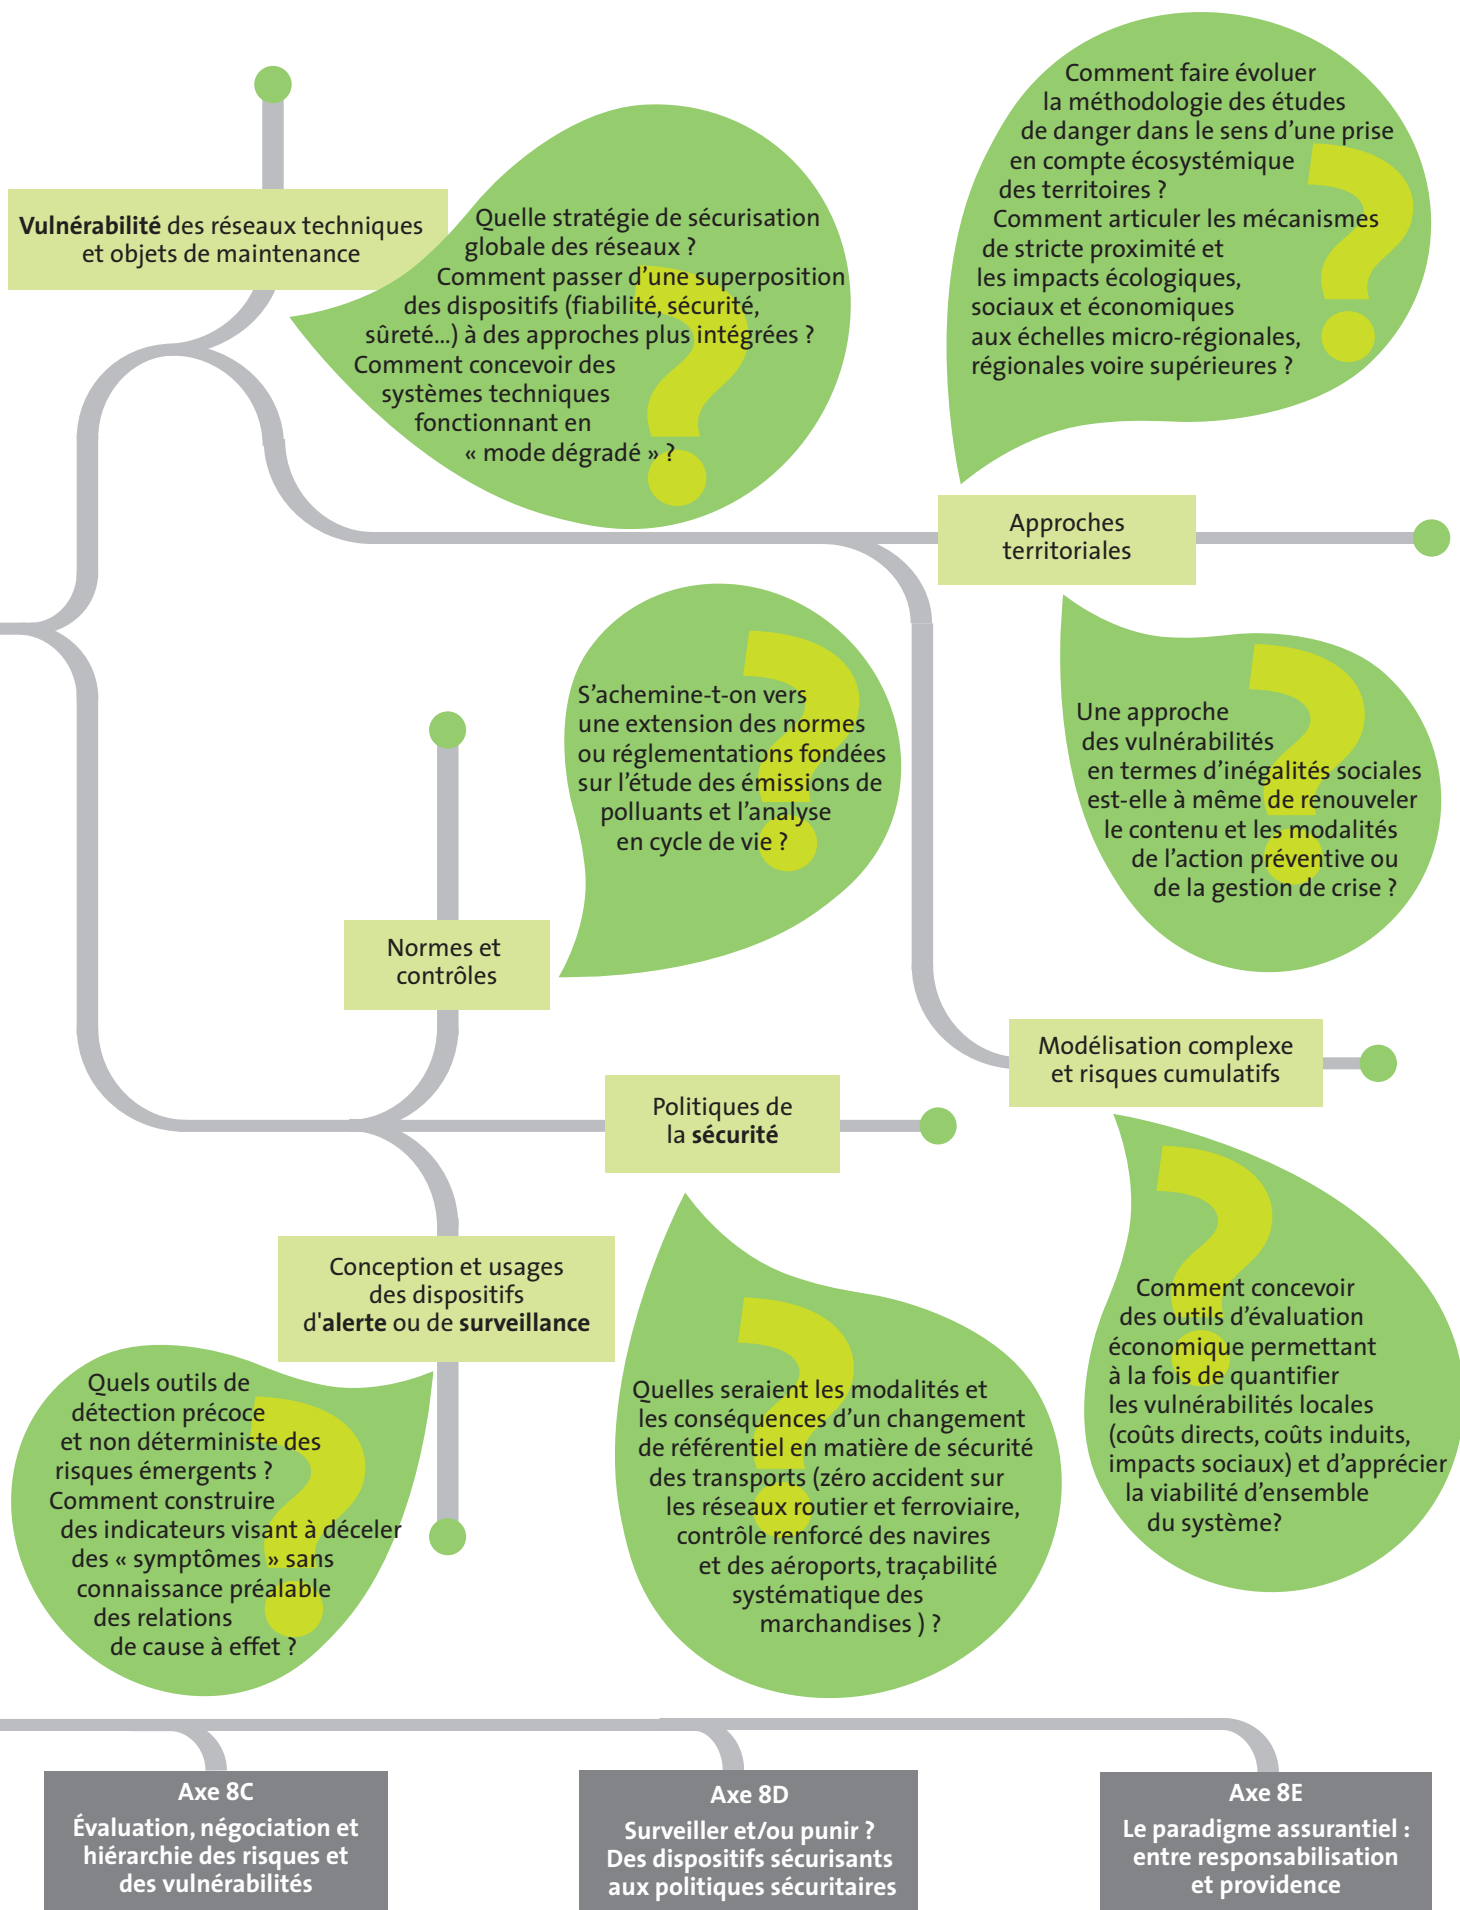 Comment faire évoluer
la méthodologie des études
de danger dans le sens d’une prise
en compte écosystémique
des territoires ?
Comment articuler les mécanismes
de stricte proximité et
les impacts écologiques,
sociaux et économiques
aux échelles micro-régionales,
régionales voire supérieures ?
Vulnérabilité des réseaux techniques
et objets de maintenance
Quelle stratégie de sécurisation
globale des réseaux ?
Comment passer d’une superposition
des dispositifs (fiabilité, sécurité,
sûreté...) à des approches plus intégrées ?
Comment concevoir des
systèmes techniques
fonctionnant en
« mode dégradé » ?
Approches
territoriales
S’achemine-t-on vers
une extension des normes
ou réglementations fondées
sur l’étude des émissions de
polluants et l’analyse
en cycle de vie ?
Une approche
des vulnérabilités
en termes d’inégalités sociales
est-elle à même de renouveler
le contenu et les modalités
de l’action préventive ou
de la gestion de crise ?
Normes et
contrôles
Modélisation complexe
et risques cumulatifs
Politiques de
la sécurité
Conception et usages
des dispositifs
d'alerte ou de surveillance
Comment concevoir
des outils d’évaluation
économique permettant
à la fois de quantifier
les vulnérabilités locales
(coûts directs, coûts induits,
impacts sociaux) et d’apprécier
la viabilité d’ensemble
du système?
Quels outils de
détection précoce
et non déterministe des
risques émergents ?
Comment construire
des indicateurs visant à déceler
des « symptômes » sans
connaissance préalable
des relations
de cause à effet ?
Quelles seraient les modalités et
les conséquences d’un changement
de référentiel en matière de sécurité
des transports (zéro accident sur
les réseaux routier et ferroviaire,
contrôle renforcé des navires
et des aéroports, traçabilité
systématique des
marchandises ) ?
Axe 8C
Évaluation, négociation et
hiérarchie des risques et
des vulnérabilités
Axe 8D
Surveiller et/ou punir ?
Des dispositifs sécurisants
aux politiques sécuritaires
Axe 8E
Le paradigme assurantiel :
entre responsabilisation
et providence